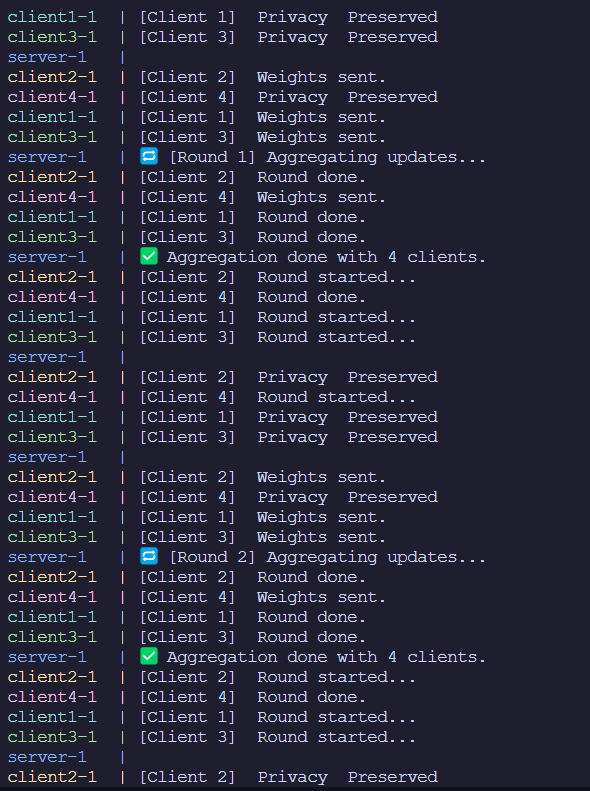 client1-1 | [Client 1] Privacy Preserved
client3-1 | [Client 3] Privacy Preserved
server-1 |
client2-1 | [Client 2] Weights sent.
client4-1 | [Client 4] Privacy Preserved
client1-1 | [Client 1] Weights sent.
client3-1 | [Client 3] Weights sent.
server-1 | 🔁 [Round 1] Aggregating updates...
client2-1 | [Client 2] Round done.
client4-1 | [Client 4] Weights sent.
client1-1 | [Client 1] Round done.
client3-1 | [Client 3] Round done.
server-1 | ✅ Aggregation done with 4 clients.
client2-1 | [Client 2] Round started...
client4-1 | [Client 4] Round done.
client1-1 | [Client 1] Round started...
client3-1 | [Client 3] Round started...
server-1 |
client2-1 | [Client 2] Privacy Preserved
client4-1 | [Client 4] Round started...
client1-1 | [Client 1] Privacy Preserved
client3-1 | [Client 3] Privacy Preserved
server-1 |
client2-1 | [Client 2] Weights sent.
client4-1 | [Client 4] Privacy Preserved
client1-1 | [Client 1] Weights sent.
client3-1 | [Client 3] Weights sent.
server-1 | 🔁 [Round 2] Aggregating updates...
client2-1 | [Client 2] Round done.
client4-1 | [Client 4] Weights sent.
client1-1 | [Client 1] Round done.
client3-1 | [Client 3] Round done.
server-1 | ✅ Aggregation done with 4 clients.
client2-1 | [Client 2] Round started...
client4-1 | [Client 4] Round done.
client1-1 | [Client 1] Round started...
client3-1 | [Client 3] Round started...
server-1 |
client2-1 | [Client 2] Privacy Preserved